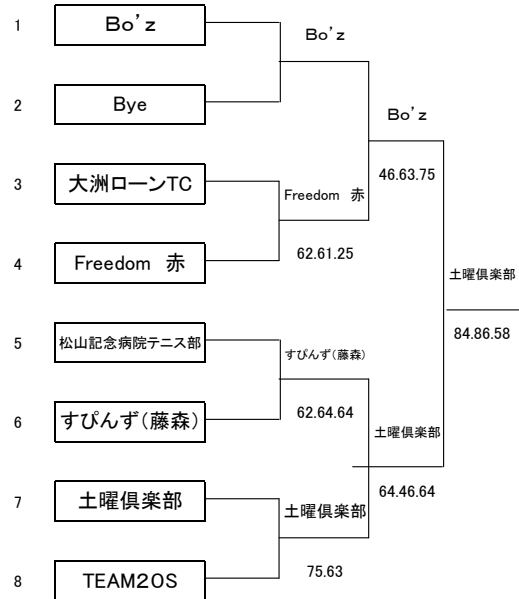 1 Bo'z
Bo'z
2 Bye
Bo'z
46.63.75
3 大洲ローンTC
Freedom 赤
62.61.25
4 Freedom 赤
土曜倶楽部
84.86.58
5 松山記念病院テニス部
すぴんず(藤森)
62.64.64
6 すぴんず(藤森)
土曜倶楽部
64.46.64
7 土曜倶楽部
土曜倶楽部
75.63
8 TEAM2OS